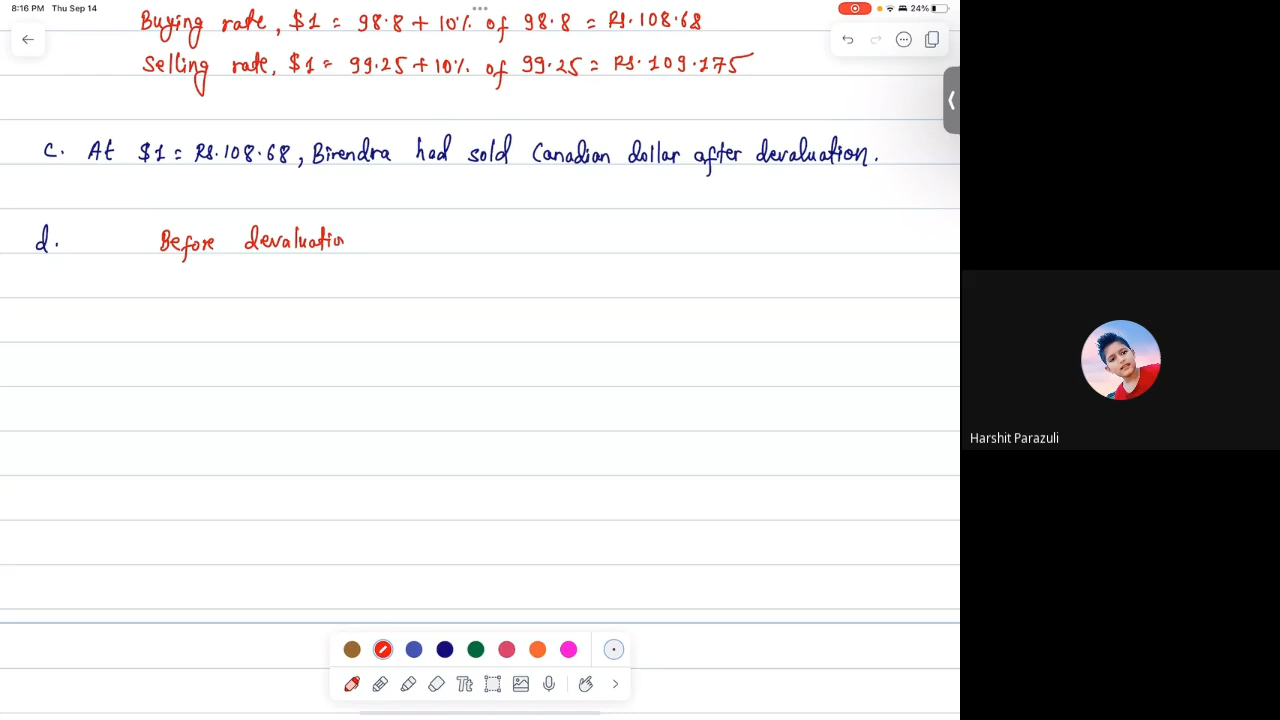 8:16 PM Thu Sep 14
24%
Buying rate, $1 = 98.8 + 10% of 98.8 = Rs. 108.68
Selling rate, $1 = 99.25 + 10% of 99.25 = Rs. 109.175
c. At $1 = Rs. 108.68, Birendra had sold Canadian dollar after devaluation.
d. Before devaluatio
Tt
Harshit Parazuli